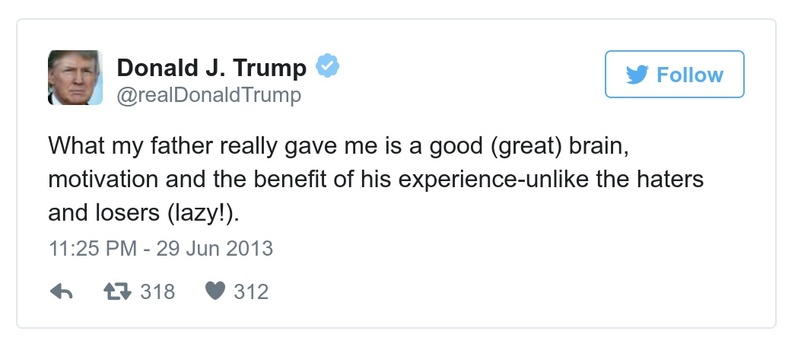 Donald J. Trump
@realDonaldTrump
Follow
What my father really gave me is a good (great) brain,
motivation and the benefit of his experience-unlike the haters
and losers (lazy!).
11:25 PM - 29 Jun 2013
318 312